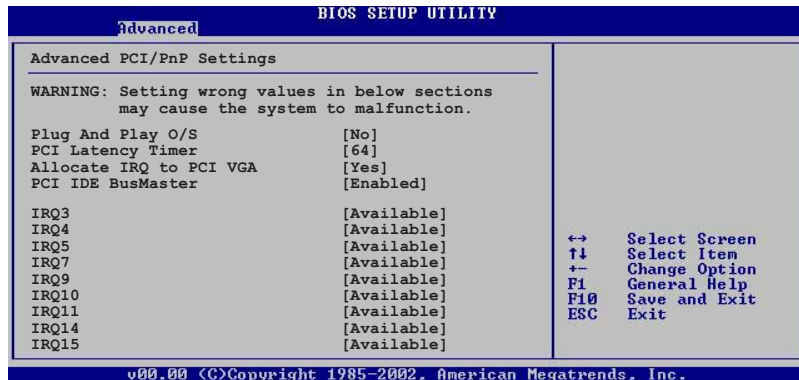 BIOS SETUP UTILITY
Advanced
Advanced PCI/PnP Settings
WARNING: Setting wrong values in below sections
may cause the system to malfunction.
Plug And Play O/S [No]
PCI Latency Timer [64]
Allocate IRQ to PCI VGA [Yes]
PCI IDE BusMaster [Enabled]
IRQ3 [Available]
IRQ4 [Available]
IRQ5 [Available]
IRQ7 [Available]
IRQ9 [Available]
IRQ10 [Available]
IRQ11 [Available]
IRQ14 [Available]
IRQ15 [Available]
←→ Select Screen
↑↓ Select Item
+- Change Option
F1 General Help
F10 Save and Exit
ESC Exit
v00.00 (C)Copyright 1985-2002, American Megatrends, Inc.